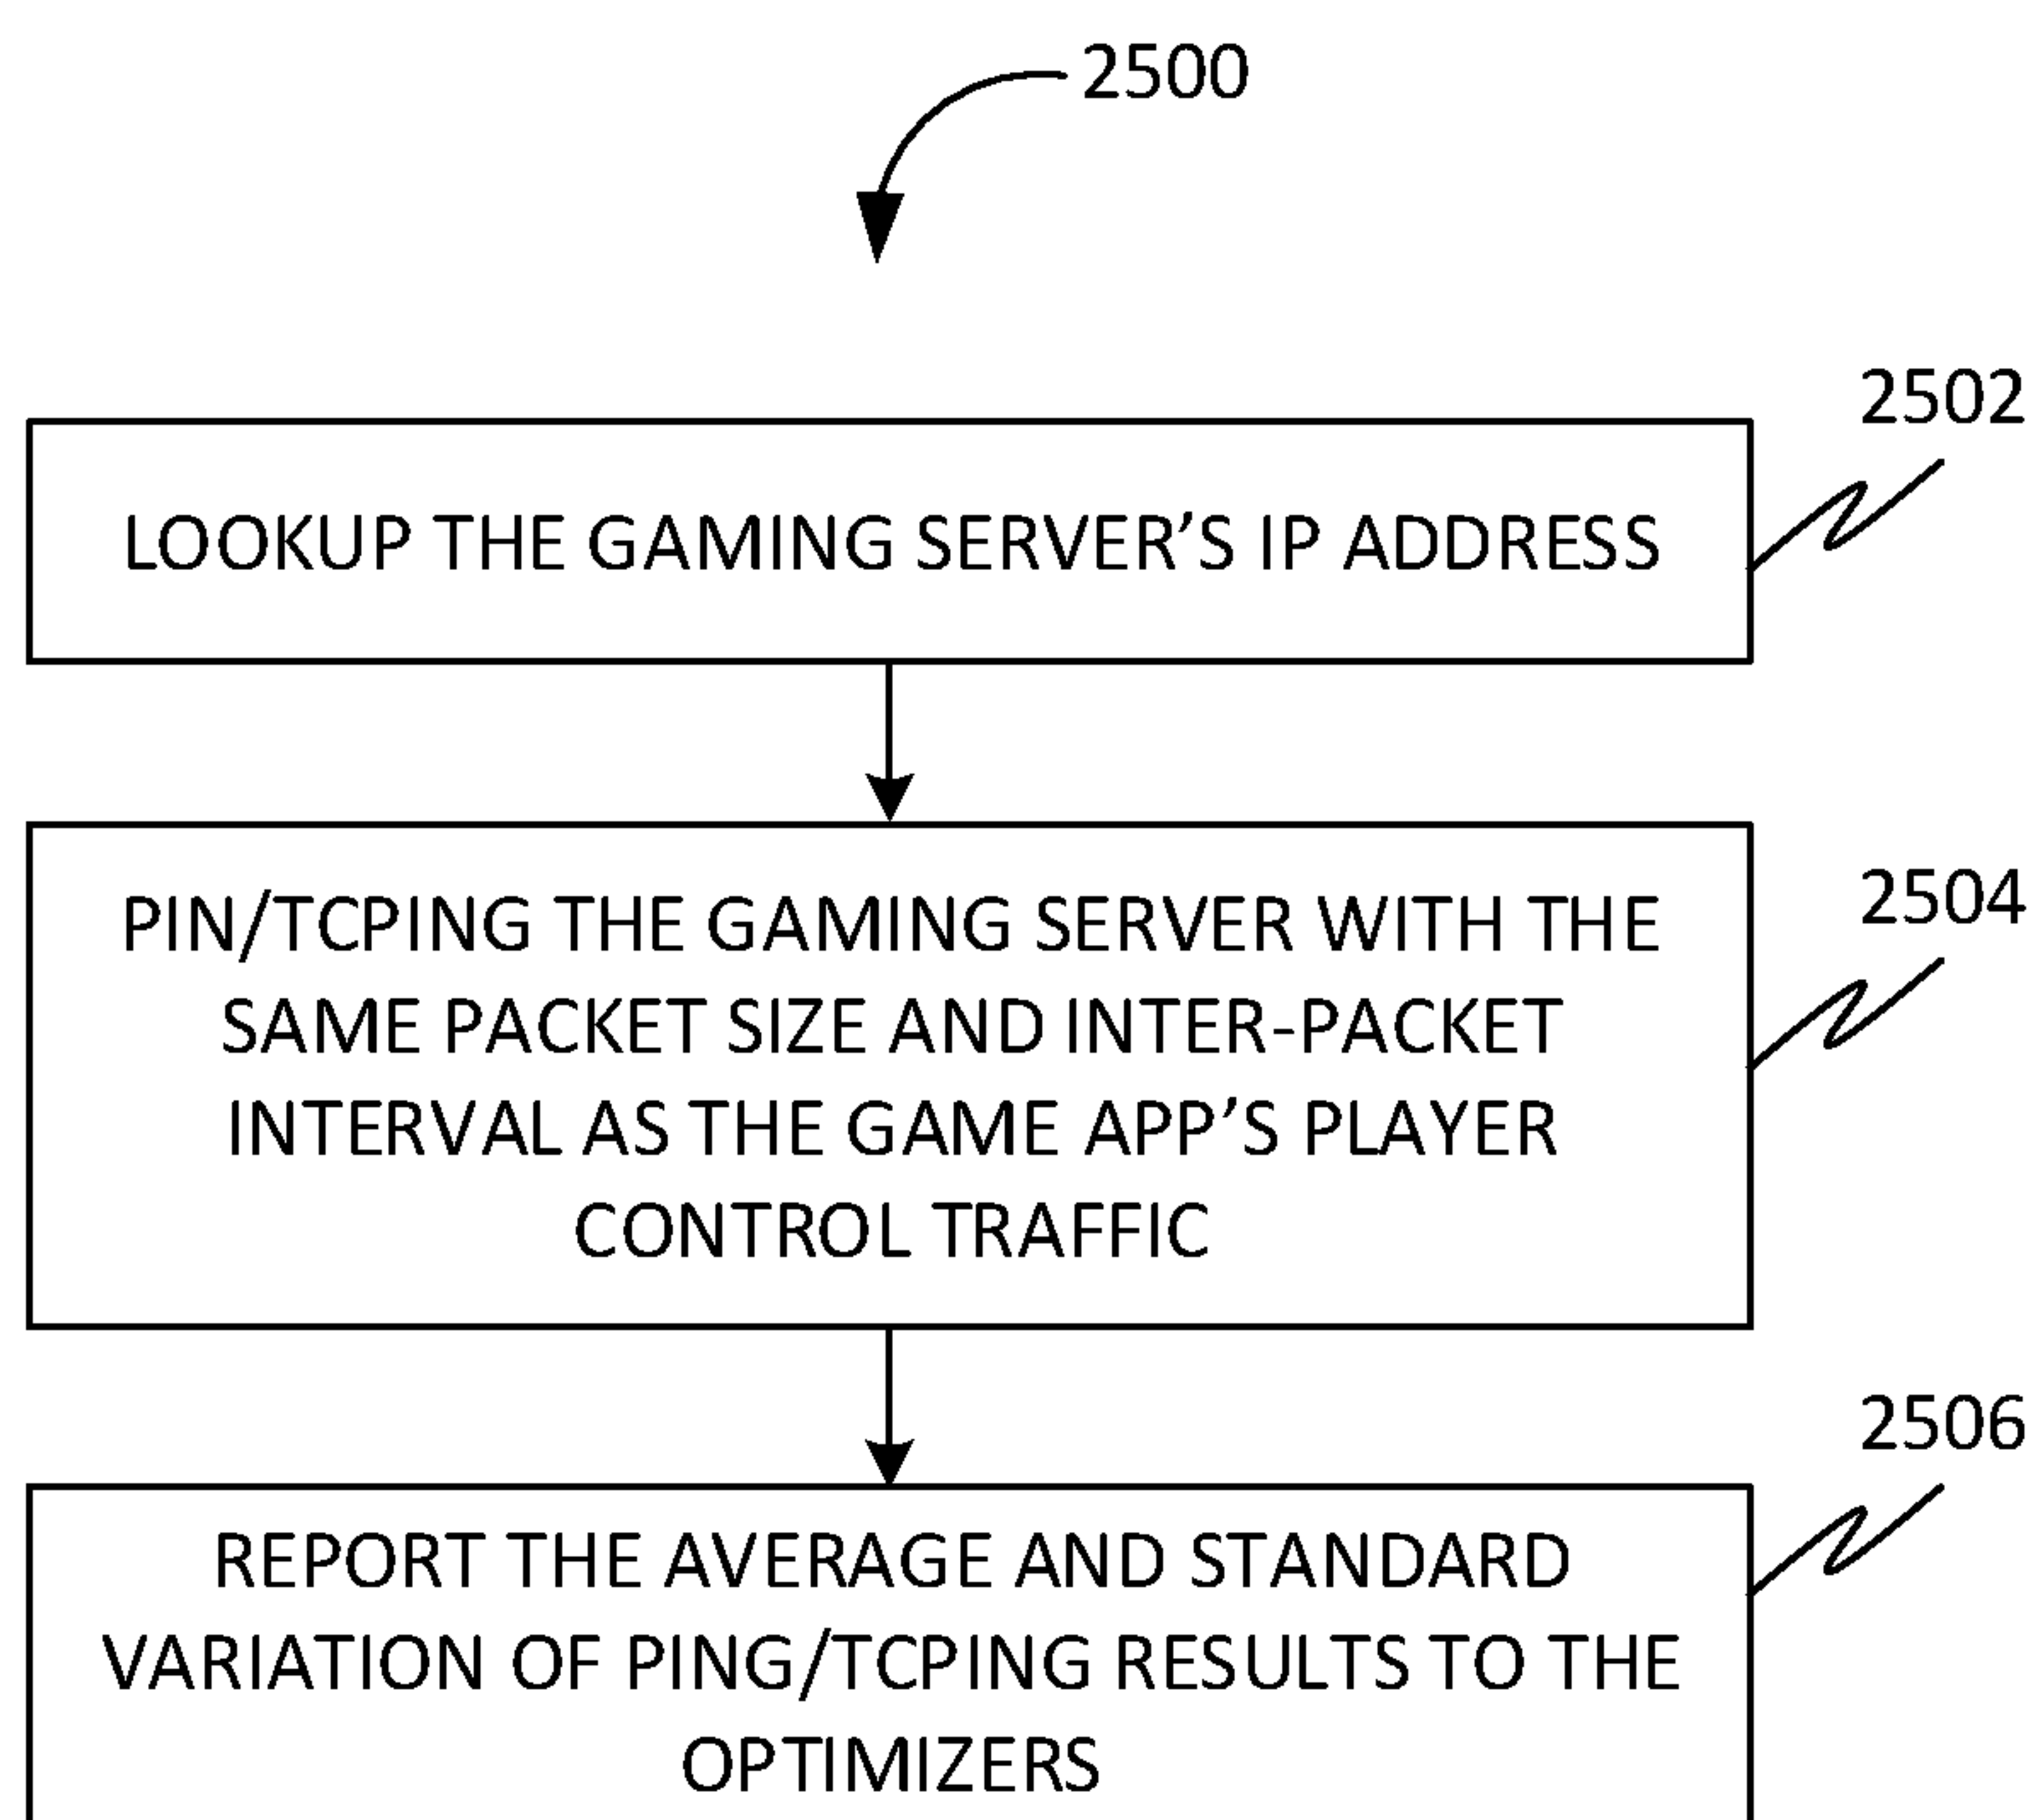 2500
2502
LOOKUP THE GAMING SERVER’S IP ADDRESS
2504
PIN/TCPING THE GAMING SERVER WITH THE
SAME PACKET SIZE AND INTER-PACKET
INTERVAL AS THE GAME APP’S PLAYER
CONTROL TRAFFIC
2506
REPORT THE AVERAGE AND STANDARD
VARIATION OF PING/TCPING RESULTS TO THE
OPTIMIZERS